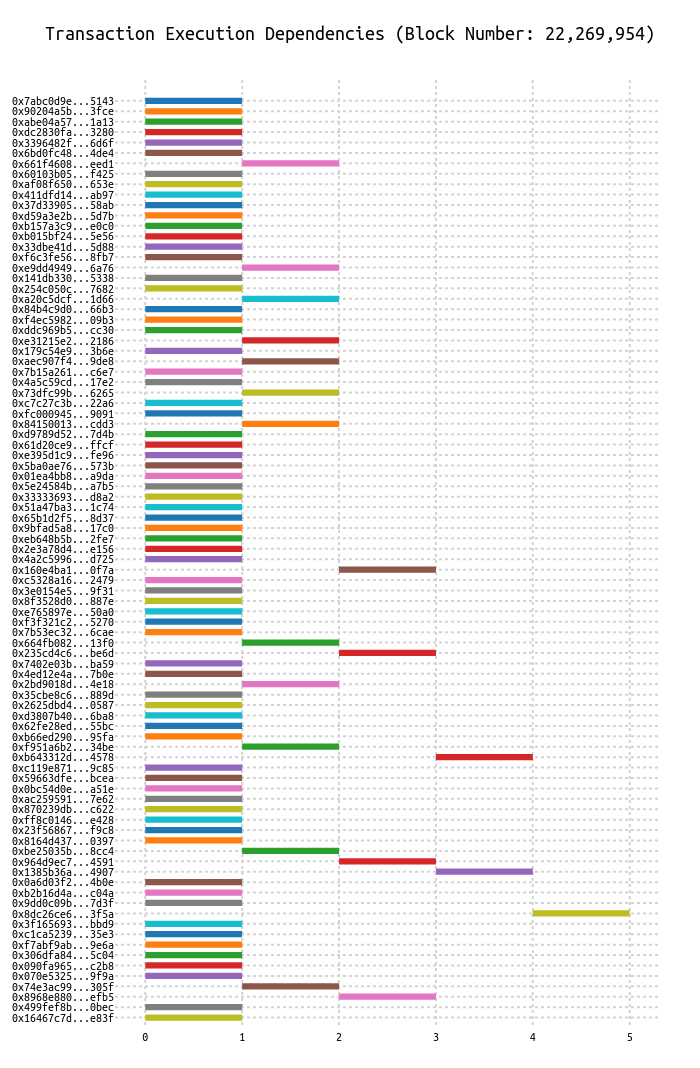 Transaction Execution Dependencies (Block Number: 22,269,954)
0x7abc0d9e...5143
0x90204a5b...3fce
0xabe04a57...1a13
0xdc2830fa...3280
0x3396482f...6d6f
0x6bd0fc48...4de4
0x661f4608...eed1
0x60103b05...f425
0xaf08f650...653e
0x411dfd14...ab97
0x37d33905...58ab
0xd59a3e2b...5d7b
0xb157a3c9...e0c0
0xb015bf24...5e56
0x33dbe41d...5d88
0xf6c3fe56...8fb7
0xe9dd4949...6a76
0x141db330...5338
0x254c050c...7682
0xa20c5dcf...1d66
0x84b4c9d0...66b3
0xf4ec5982...09b3
0xddc969b5...cc30
0xe31215e2...2186
0x179c54e9...3b6e
0xaec907f4...9de8
0x7b15a261...c6e7
0x4a5c59cd...17e2
0x73dfc99b...6265
0xc7c27c3b...22a6
0xfc000945...9091
0x84150013...cdd3
0xd9789d52...7d4b
0x61d20ce9...ffcf
0xe395d1c9...fe96
0x5ba0ae76...573b
0x01ea4bb8...a9da
0x5e24584b...a7b5
0x33333693...d8a2
0x51a47ba3...1c74
0x65b1d2f5...8d37
0x9bfad5a8...17c0
0xeb648b5b...2fe7
0x2e3a78d4...e156
0x4a2c5996...d725
0x160e4ba1...0f7a
0xc5328a16...2479
0x3e0154e5...9f31
0x8f3528d0...887e
0xe765897e...50a0
0xf3f321c2...5270
0x7b53ec32...6cae
0x664fb082...13f0
0x235cd4c6...be6d
0x7402e03b...ba59
0x4ed12e4a...7b0e
0x2bd9018d...4e18
0x35cbe8c6...889d
0x2625dbd4...0587
0xd3807b40...6ba8
0x62fe28ed...55bc
0xb66ed290...95fa
0xf951a6b2...34be
0xb643312d...4578
0xc119e871...9c85
0x59663dfe...bcea
0x0bc54d0e...a51e
0xac259591...7e62
0x870239db...c622
0xff8c0146...e428
0x23f56867...f9c8
0x8164d437...0397
0xbe25035b...8cc4
0x964d9ec7...4591
0x1385b36a...4907
0x0a6d03f2...4b0e
0xb2b16d4a...c04a
0x9dd0c09b...7d3f
0x8dc26ce6...3f5a
0x3f165693...bbd9
0xc1ca5239...35e3
0xf7abf9ab...9e6a
0x306dfa84...5c04
0x090fa965...c2b8
0x070e5325...9f9a
0x74e3ac99...305f
0x8968e880...efb5
0x499fef8b...0bec
0x16467c7d...e83f
0 1 2 3 4 5